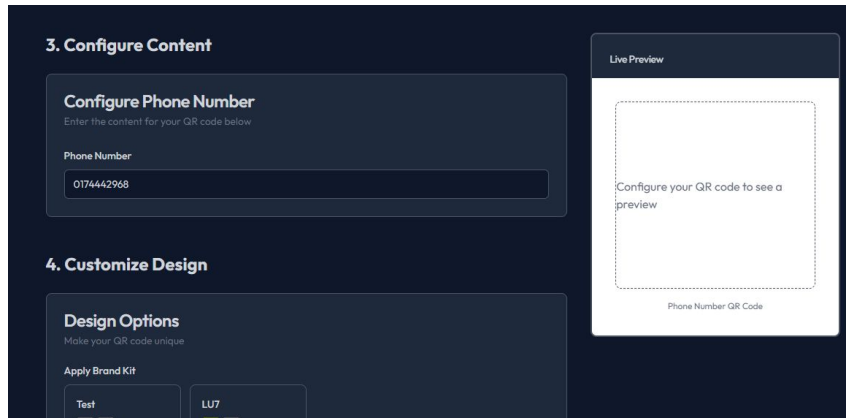 3. Configure Content
Configure Phone Number
Enter the content for your QR code below
Phone Number
0174442968
4. Customize Design
Design Options
Make your QR code unique
Apply Brand Kit
Test
LU7
Live Preview
Configure your QR code to see a
preview
Phone Number QR Code